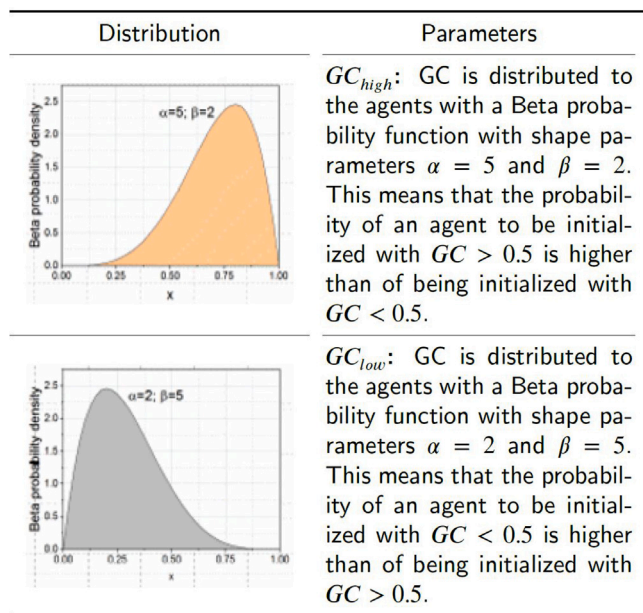 Distribution
Parameters
Beta probability density
2.5
2.0
1.5
1.0
0.5
0.0
α=5; β=2
0.00 0.25 0.50 0.75 1.00
X
GC_high: GC is distributed to
the agents with a Beta proba-
bility function with shape pa-
rameters α = 5 and β = 2.
This means that the probabil-
ity of an agent to be initial-
ized with GC > 0.5 is higher
than of being initialized with
GC < 0.5.
Beta probability density
2.5
2.0
1.5
1.0
0.5
0.0
α=2; β=5
0.00 0.25 0.50 0.75 1.00
x
GC_low: GC is distributed to
the agents with a Beta proba-
bility function with shape pa-
rameters α = 2 and β = 5.
This means that the probabil-
ity of an agent to be initial-
ized with GC < 0.5 is higher
than of being initialized with
GC > 0.5.